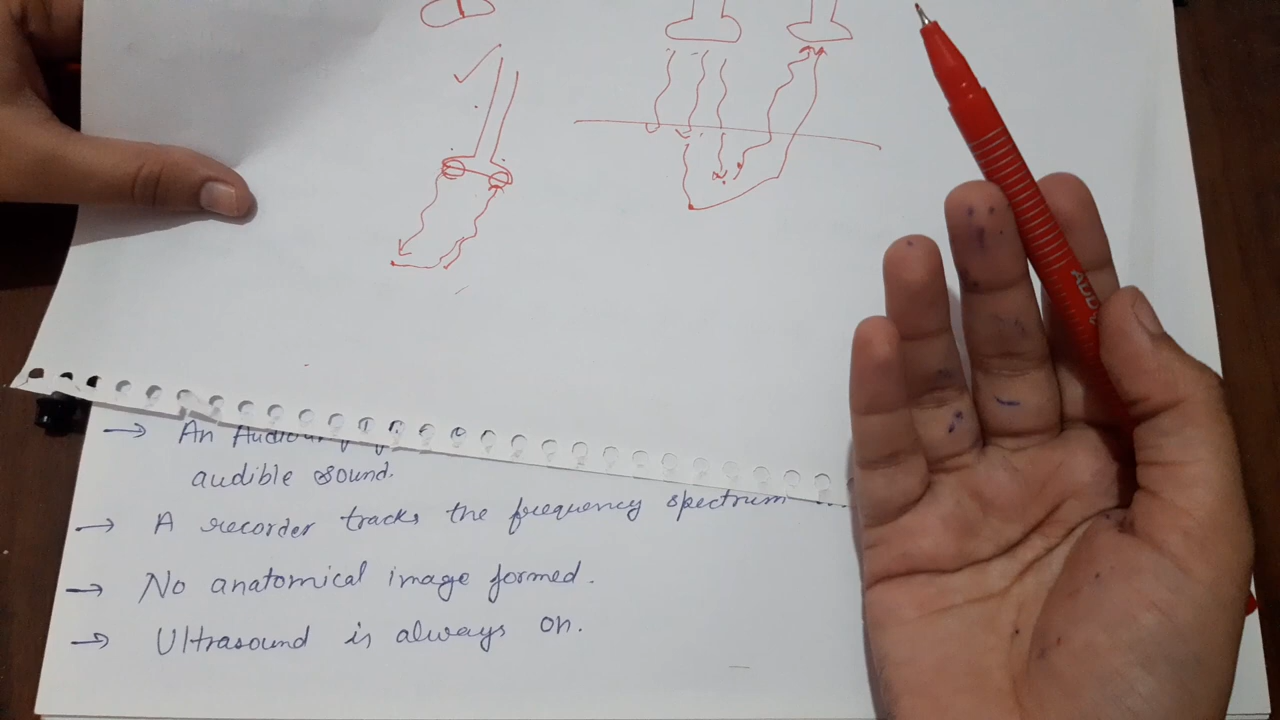 An
audible sound.
A recorder tracks the frequency spectrum
No anatomical image formed.
Ultrasound is always on.